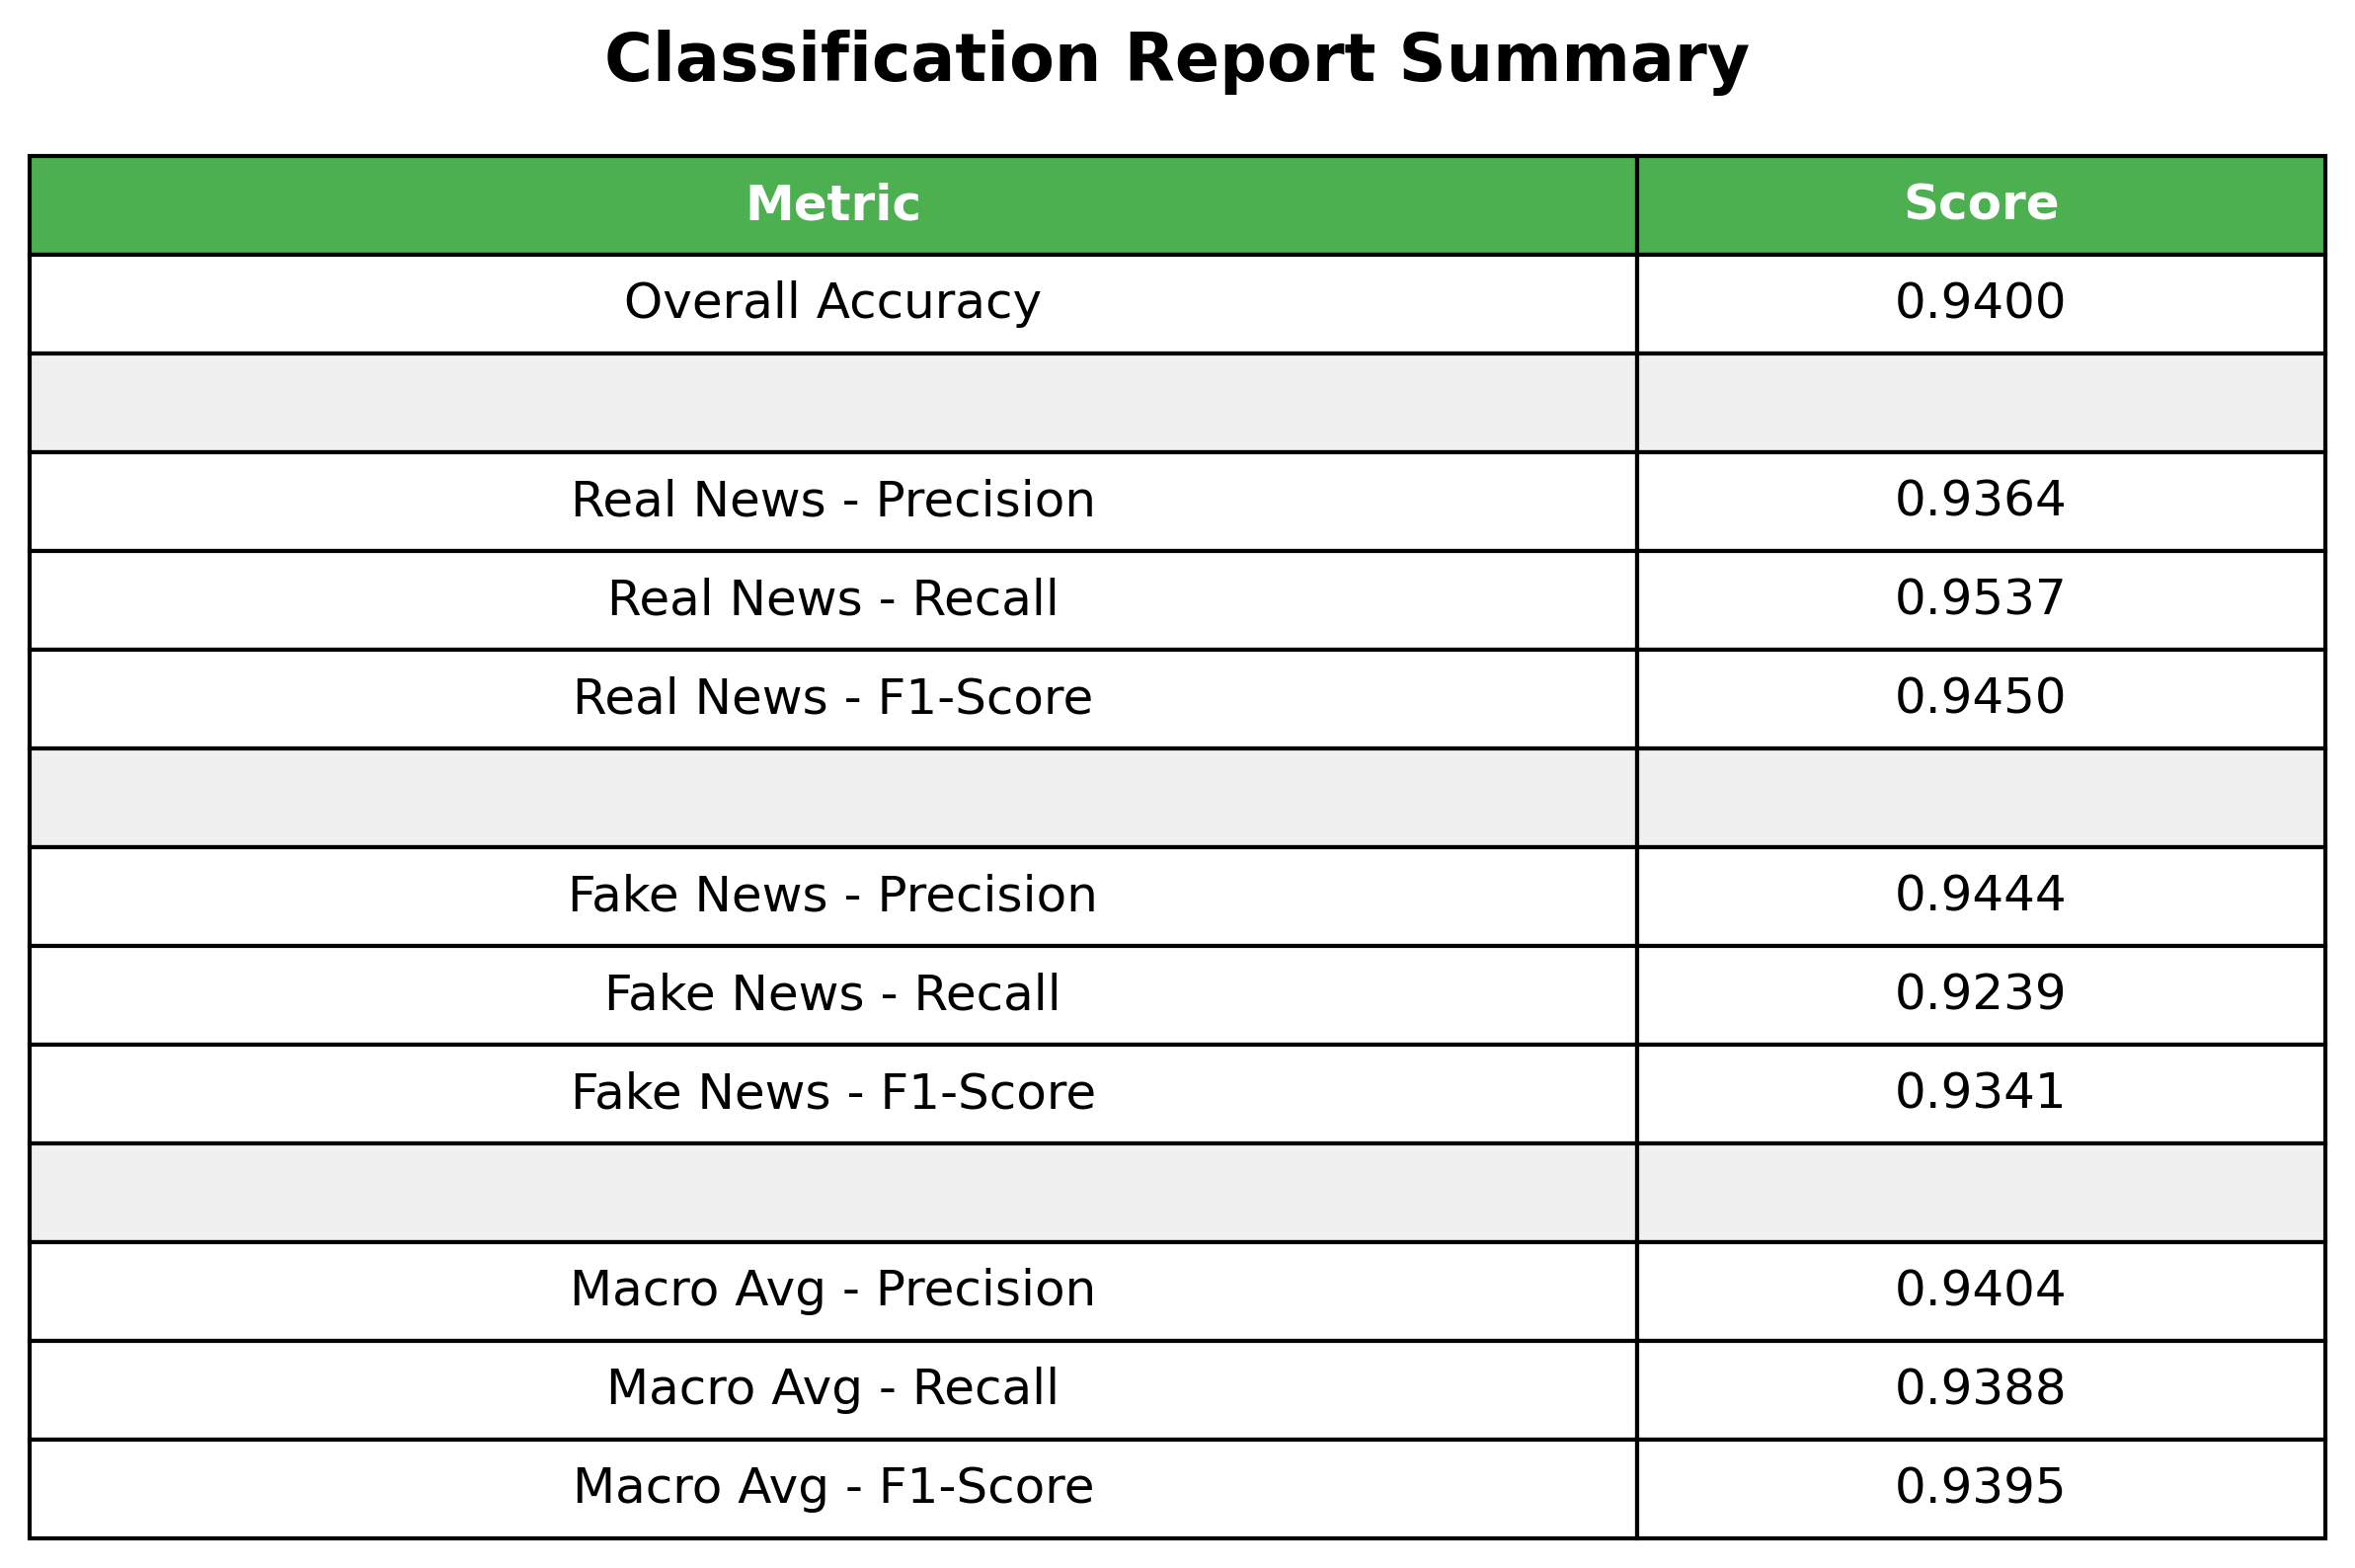 Classification Report Summary
Metric Score
Overall Accuracy 0.9400
Real News - Precision 0.9364
Real News - Recall 0.9537
Real News - F1-Score 0.9450
Fake News - Precision 0.9444
Fake News - Recall 0.9239
Fake News - F1-Score 0.9341
Macro Avg - Precision 0.9404
Macro Avg - Recall 0.9388
Macro Avg - F1-Score 0.9395